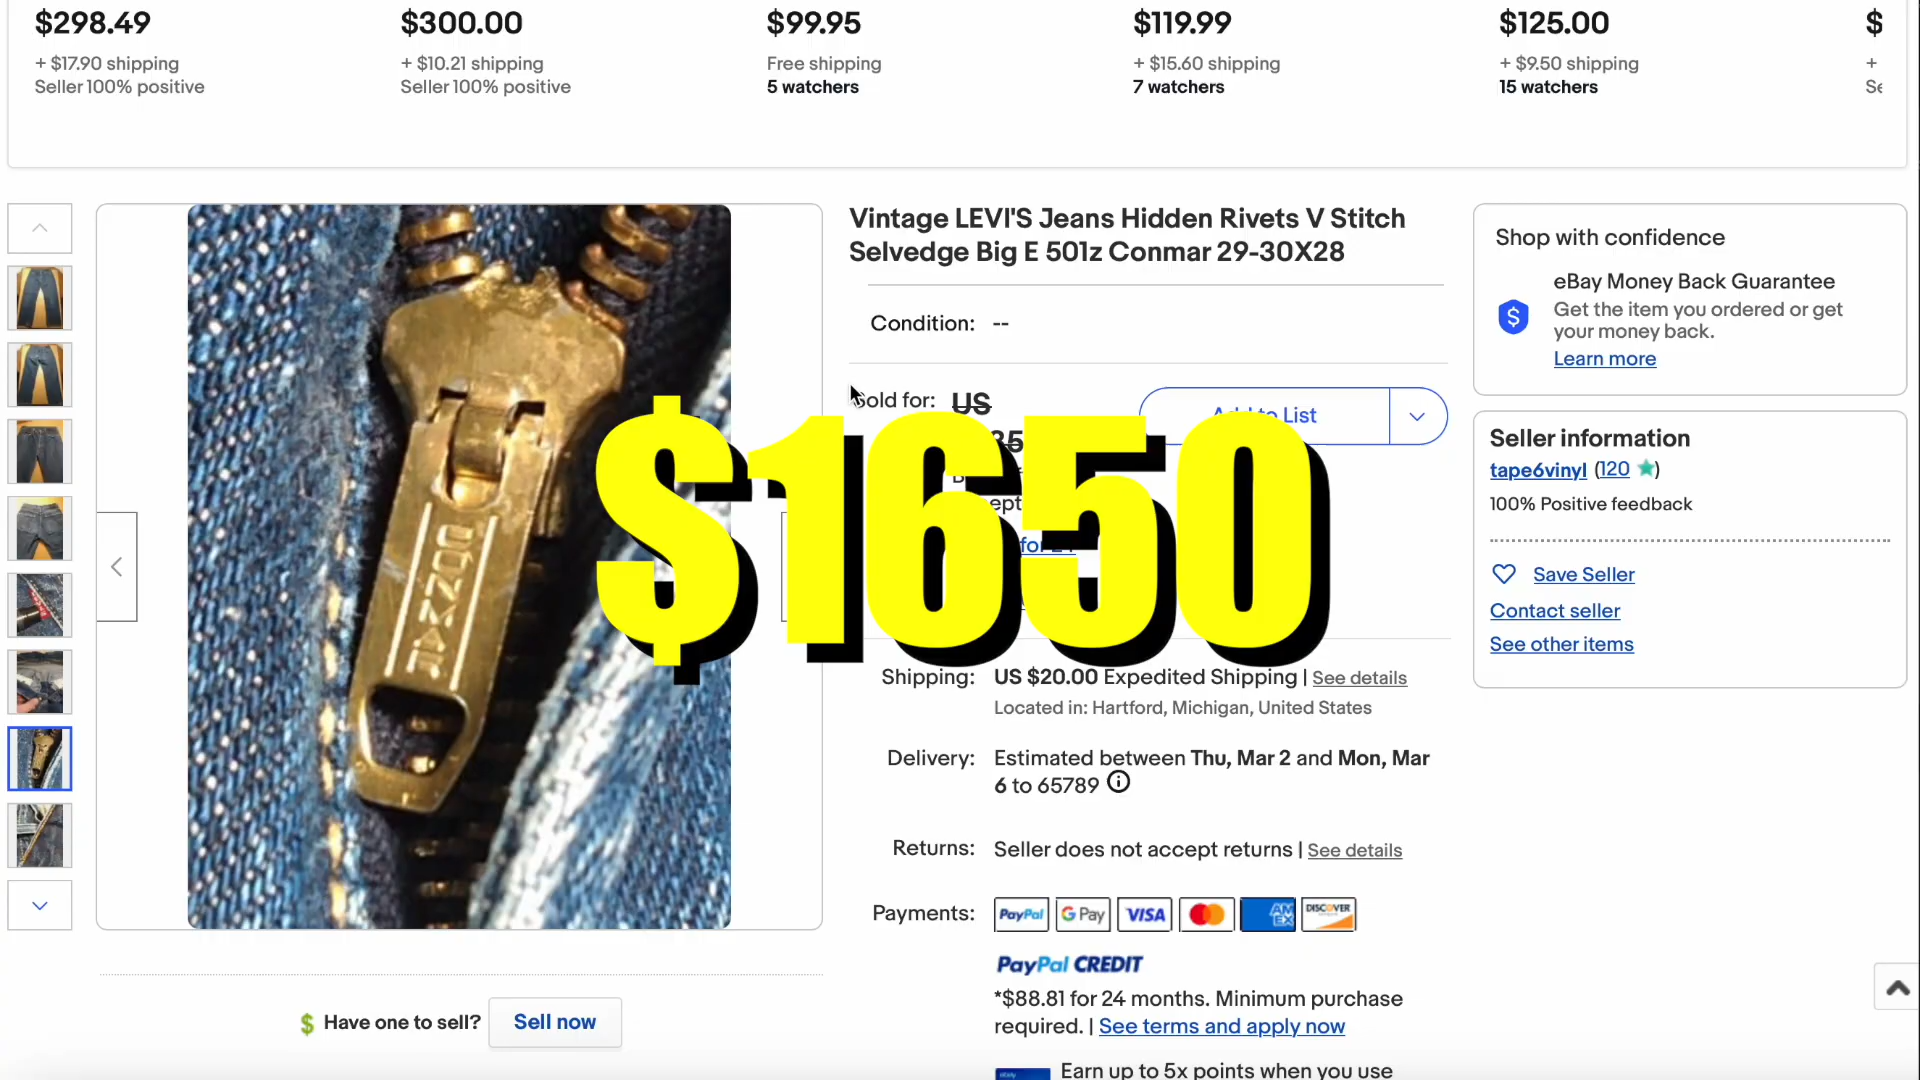 $298.49
+ $17.90 shipping
Seller 100% positive
$300.00
+ $10.21 shipping
Seller 100% positive
$99.95
Free shipping
5 watchers
$119.99
+ $15.60 shipping
7 watchers
$125.00
+ $9.50 shipping
15 watchers
$
+
CONMAR
Vintage LEVI'S Jeans Hidden Rivets V Stitch
Selvedge Big E 501z Conmar 29-30X28
Condition: --
Sold for: US
Add to List
$1650
Shipping: US $20.00 Expedited Shipping | See details
Located in: Hartford, Michigan, United States
Delivery: Estimated between Thu, Mar 2 and Mon, Mar
6 to 65789
Returns: Seller does not accept returns | See details
Payments: PayPal G Pay VISA AMEX DISCOVER
PayPal CREDIT
*$88.81 for 24 months. Minimum purchase
required. | See terms and apply now
Earn up to 5x points when you use
Have one to sell? Sell now
Shop with confidence
eBay Money Back Guarantee
Get the item you ordered or get
your money back.
Learn more
Seller information
tape6vinyl (120)
100% Positive feedback
Save Seller
Contact seller
See other items